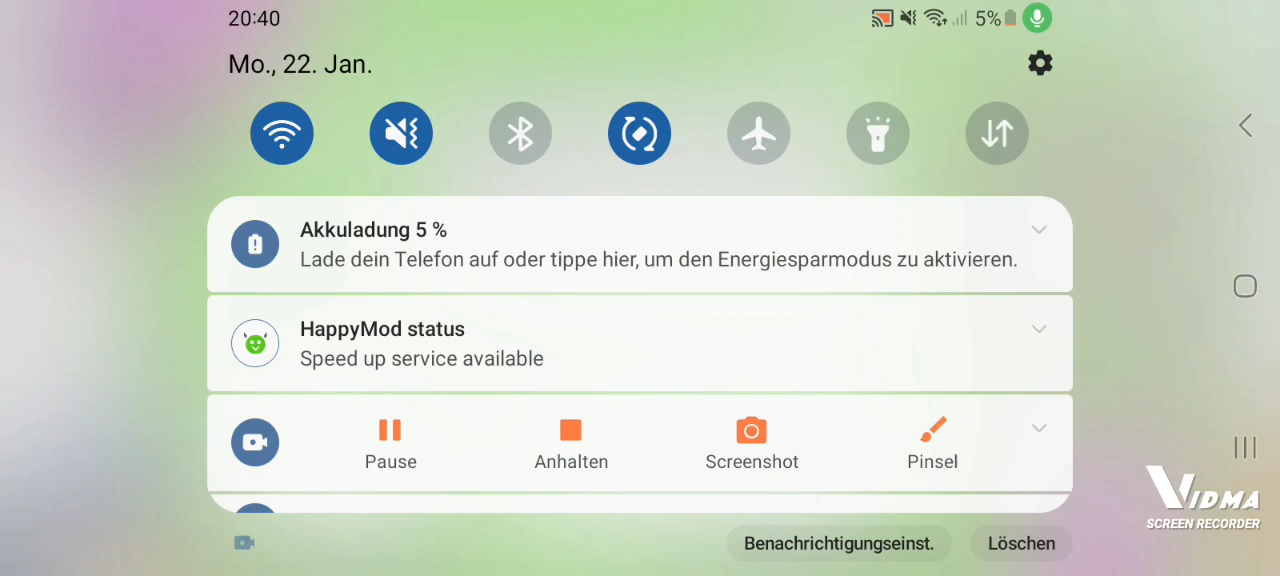 20:40
5%
Mo., 22. Jan.
Akkuladung 5 %
Lade dein Telefon auf oder tippe hier, um den Energiesparmodus zu aktivieren.
HappyMod status
Speed up service available
Pause Anhalten Screenshot Pinsel
VIDMA
SCREEN RECORDER
Benachrichtigungseinst. Löschen